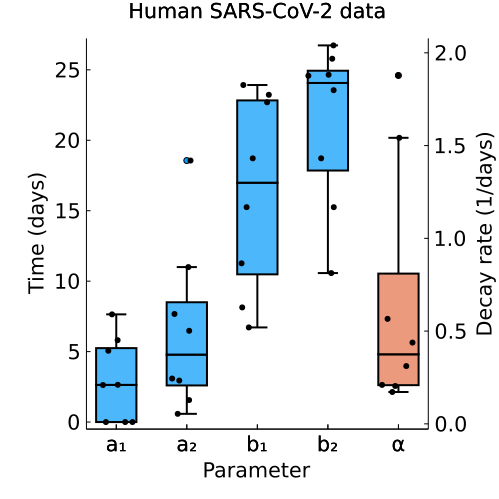 Human SARS-CoV-2 data
Time (days)
25
20
15
10
5
0
2.0
1.5
1.0
0.5
0.0
Decay rate (1/days)
a₁ a₂ b₁ b₂ α
Parameter